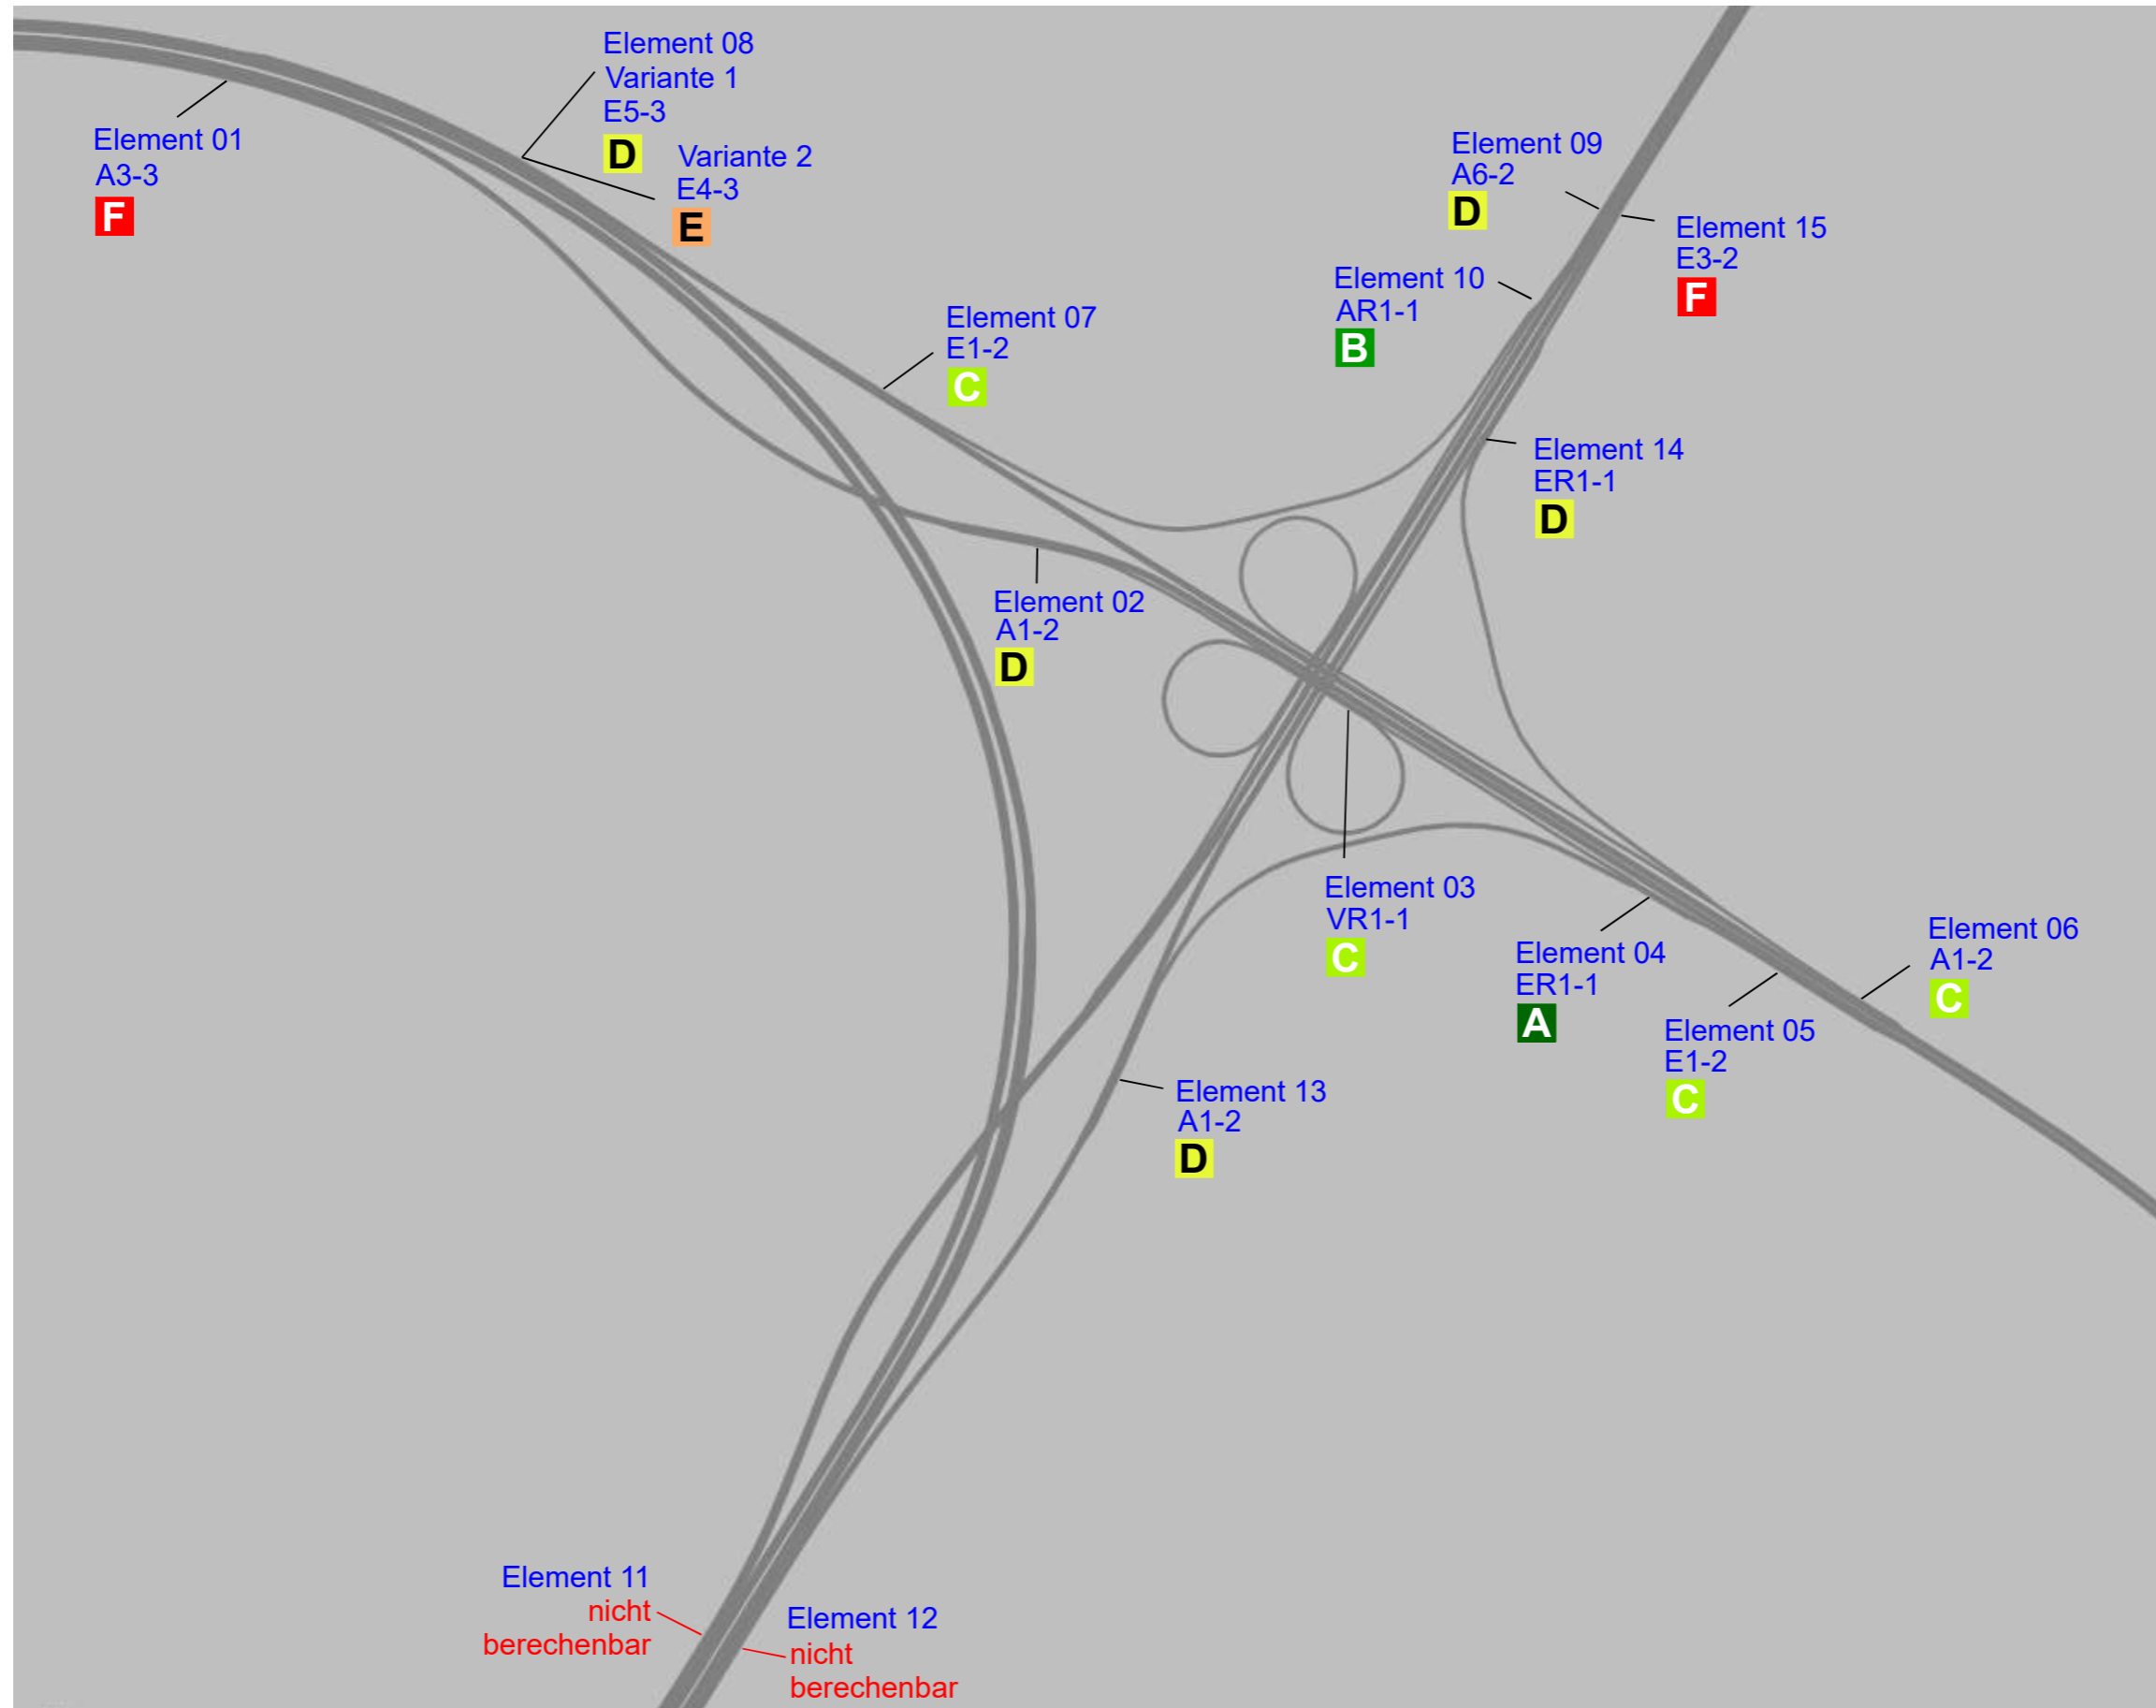 Element 08
Variante 1
E5-3
D
Variante 2
E4-3
E
Element 01
A3-3
F
Element 09
A6-2
D
Element 15
E3-2
F
Element 10
AR1-1
B
Element 07
E1-2
C
Element 14
ER1-1
D
Element 02
A1-2
D
Element 03
VR1-1
C
Element 04
ER1-1
A
Element 06
A1-2
C
Element 05
E1-2
C
Element 13
A1-2
D
Element 11
nicht
berechenbar
Element 12
nicht
berechenbar